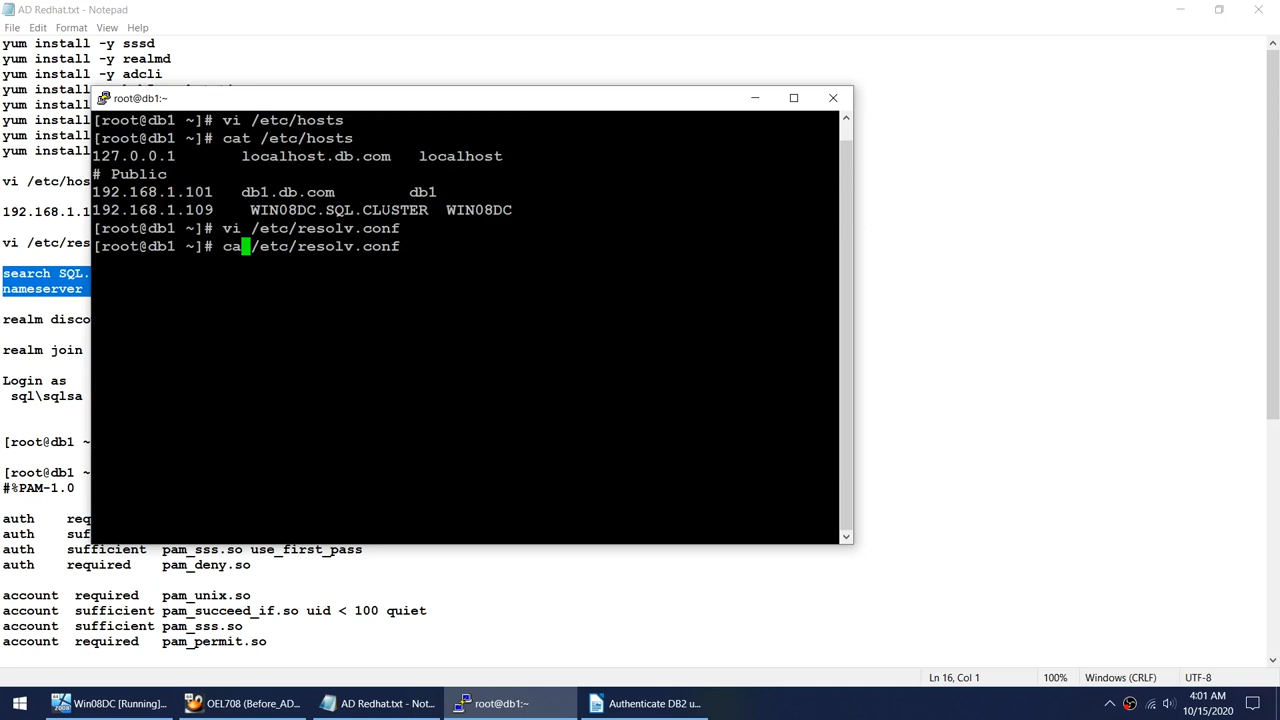 AD Redhat.txt - Notepad
File Edit Format View Help
yum install -y sssd
yum install -y realmd
yum install -y adcli
yum install -y
yum install -y
yum install -y
yum install -y
yum install -y
vi /etc/hos
192.168.1.1
vi /etc/res
search SQL.
nameserver
realm disco
realm join
Login as
sql\sqlsa
[root@db1 ~
[root@db1 ~
#%PAM-1.0
auth req
auth suf
auth sufficient pam_sss.so use_first_pass
auth required pam_deny.so
account required pam_unix.so
account sufficient pam_succeed_if.so uid < 100 quiet
account sufficient pam_sss.so
account required pam_permit.so
root@db1:~
[root@db1 ~]# vi /etc/hosts
[root@db1 ~]# cat /etc/hosts
127.0.0.1 localhost.db.com localhost
# Public
192.168.1.101 db1.db.com db1
192.168.1.109 WIN08DC.SQL.CLUSTER WIN08DC
[root@db1 ~]# vi /etc/resolv.conf
[root@db1 ~]# ca /etc/resolv.conf
Ln 16, Col 1 100% Windows (CRLF) UTF-8
Win08DC [Running]... OEL708 (Before_AD... AD Redhat.txt - Not... root@db1:~ Authenticate DB2 u...
4:01 AM
10/15/2020